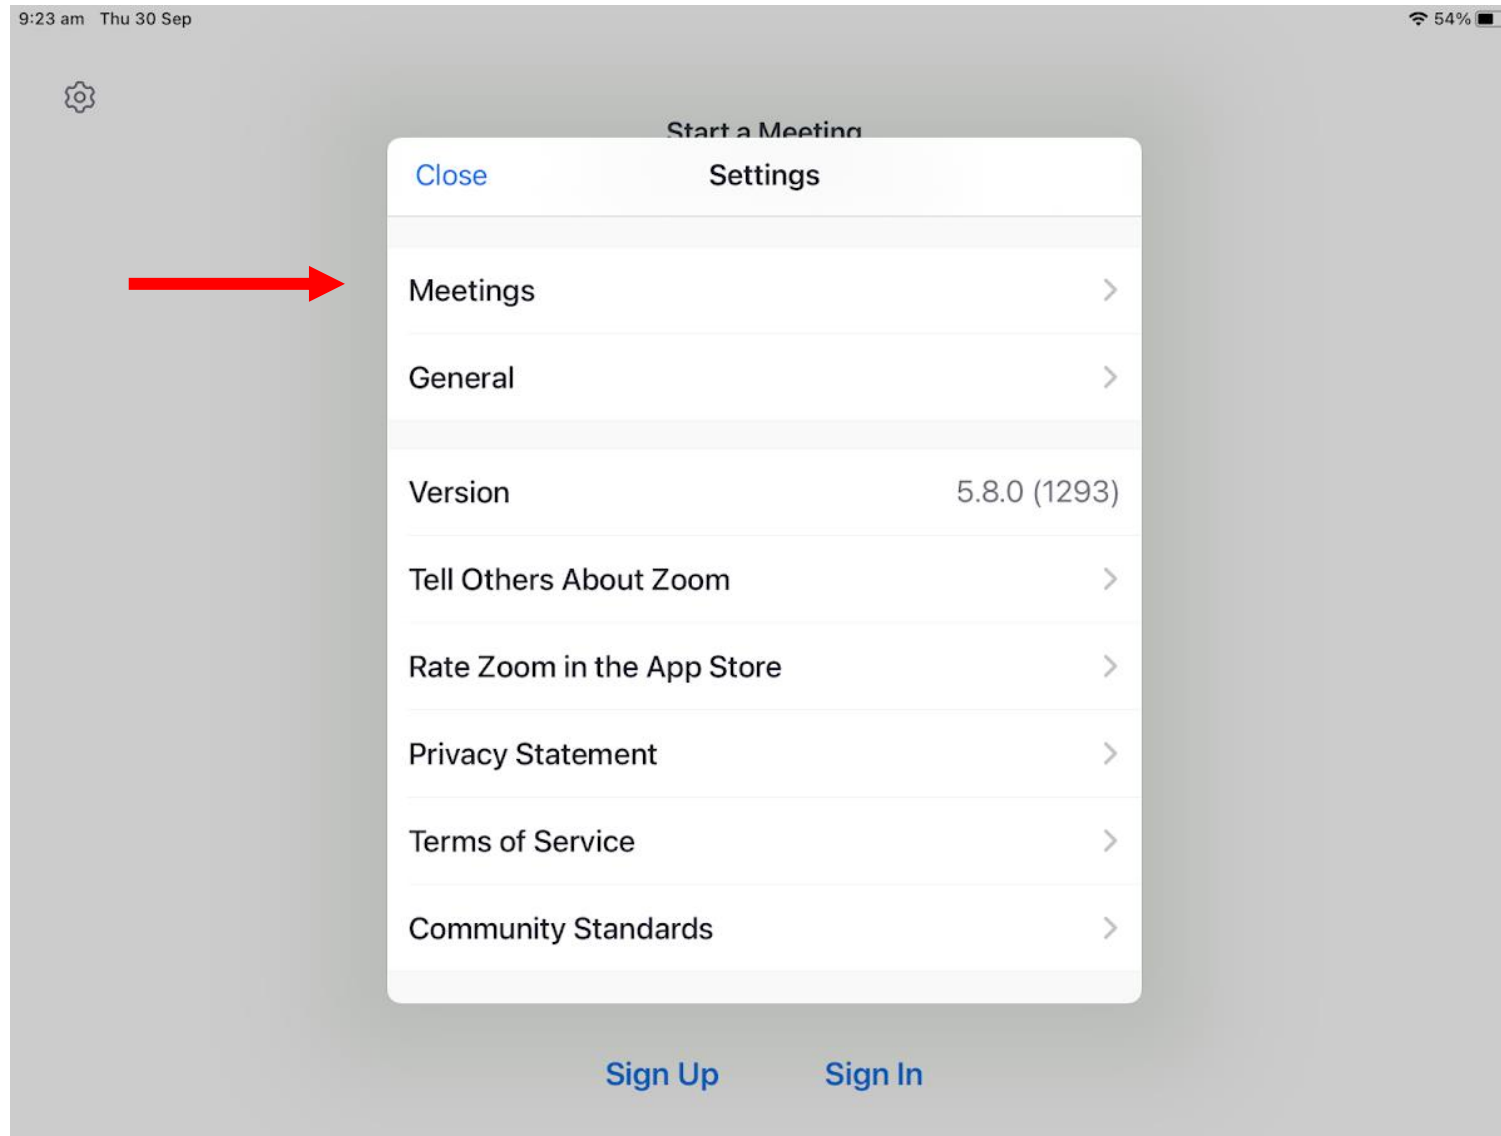 9:23 am Thu 30 Sep 54%
Start a Meeting
Close Settings
Meetings
General
Version 5.8.0 (1293)
Tell Others About Zoom
Rate Zoom in the App Store
Privacy Statement
Terms of Service
Community Standards
Sign Up Sign In